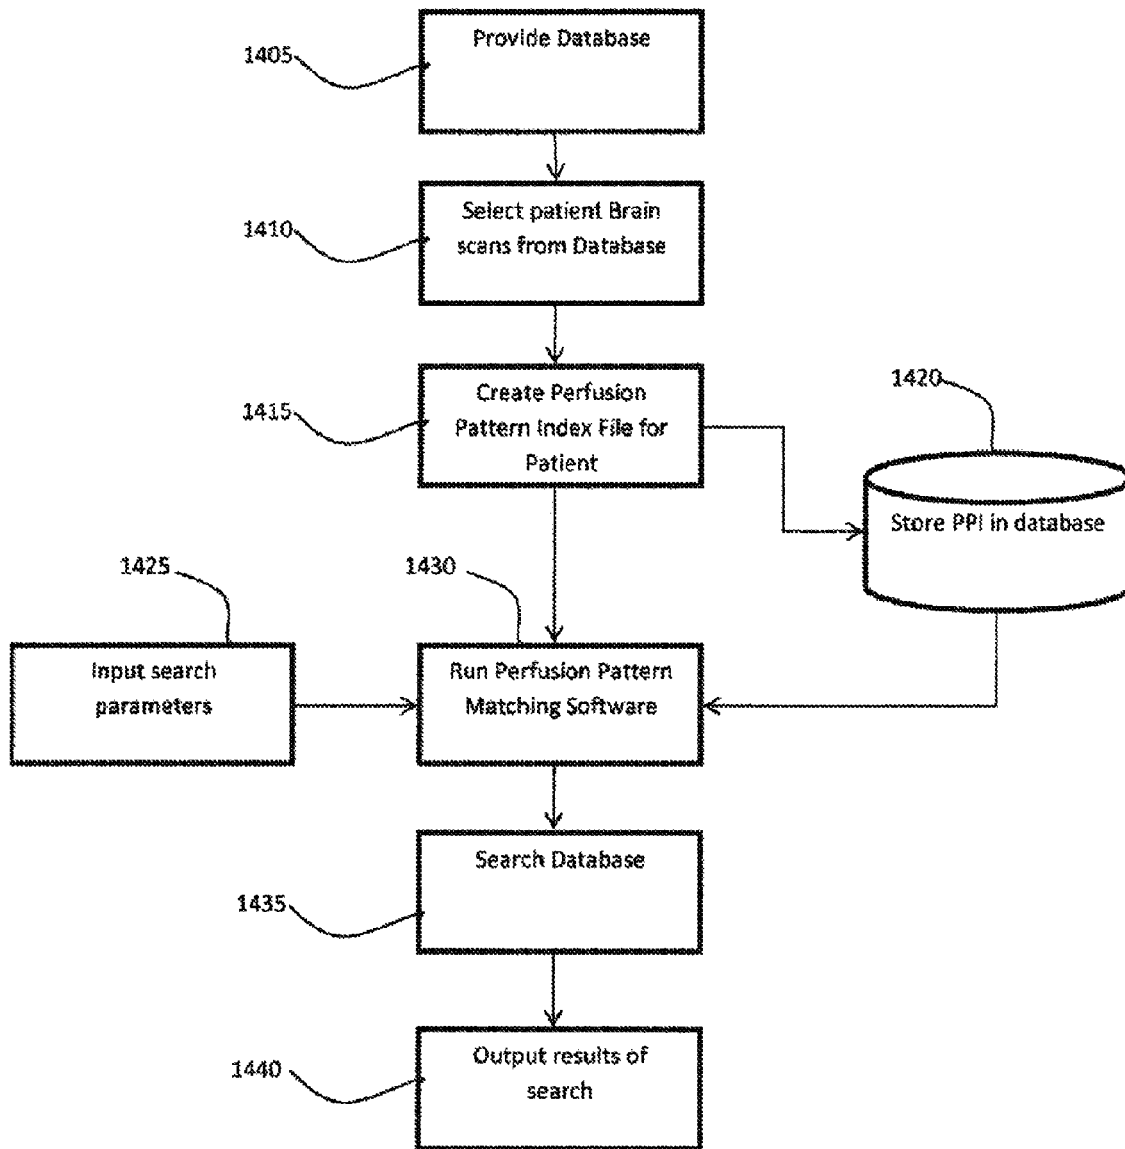 Provide Database
1405
Select patient Brain
scans from Database
1410
Create Perfusion
Pattern Index File for
Patient
1415
1420
Store PPI in database
1425
Input search
parameters
1430
Run Perfusion Pattern
Matching Software
Search Database
1435
Output results of
search
1440